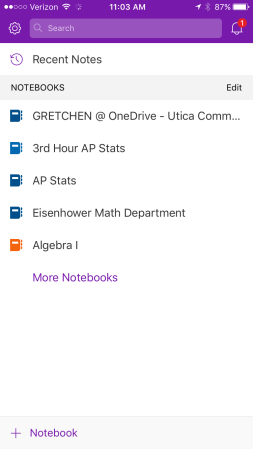 Verizon 11:03 AM 87%
Search 1
Recent Notes
NOTEBOOKS Edit
GRETCHEN @ OneDrive - Utica Comm...
3rd Hour AP Stats
AP Stats
Eisenhower Math Department
Algebra I
More Notebooks
+ Notebook